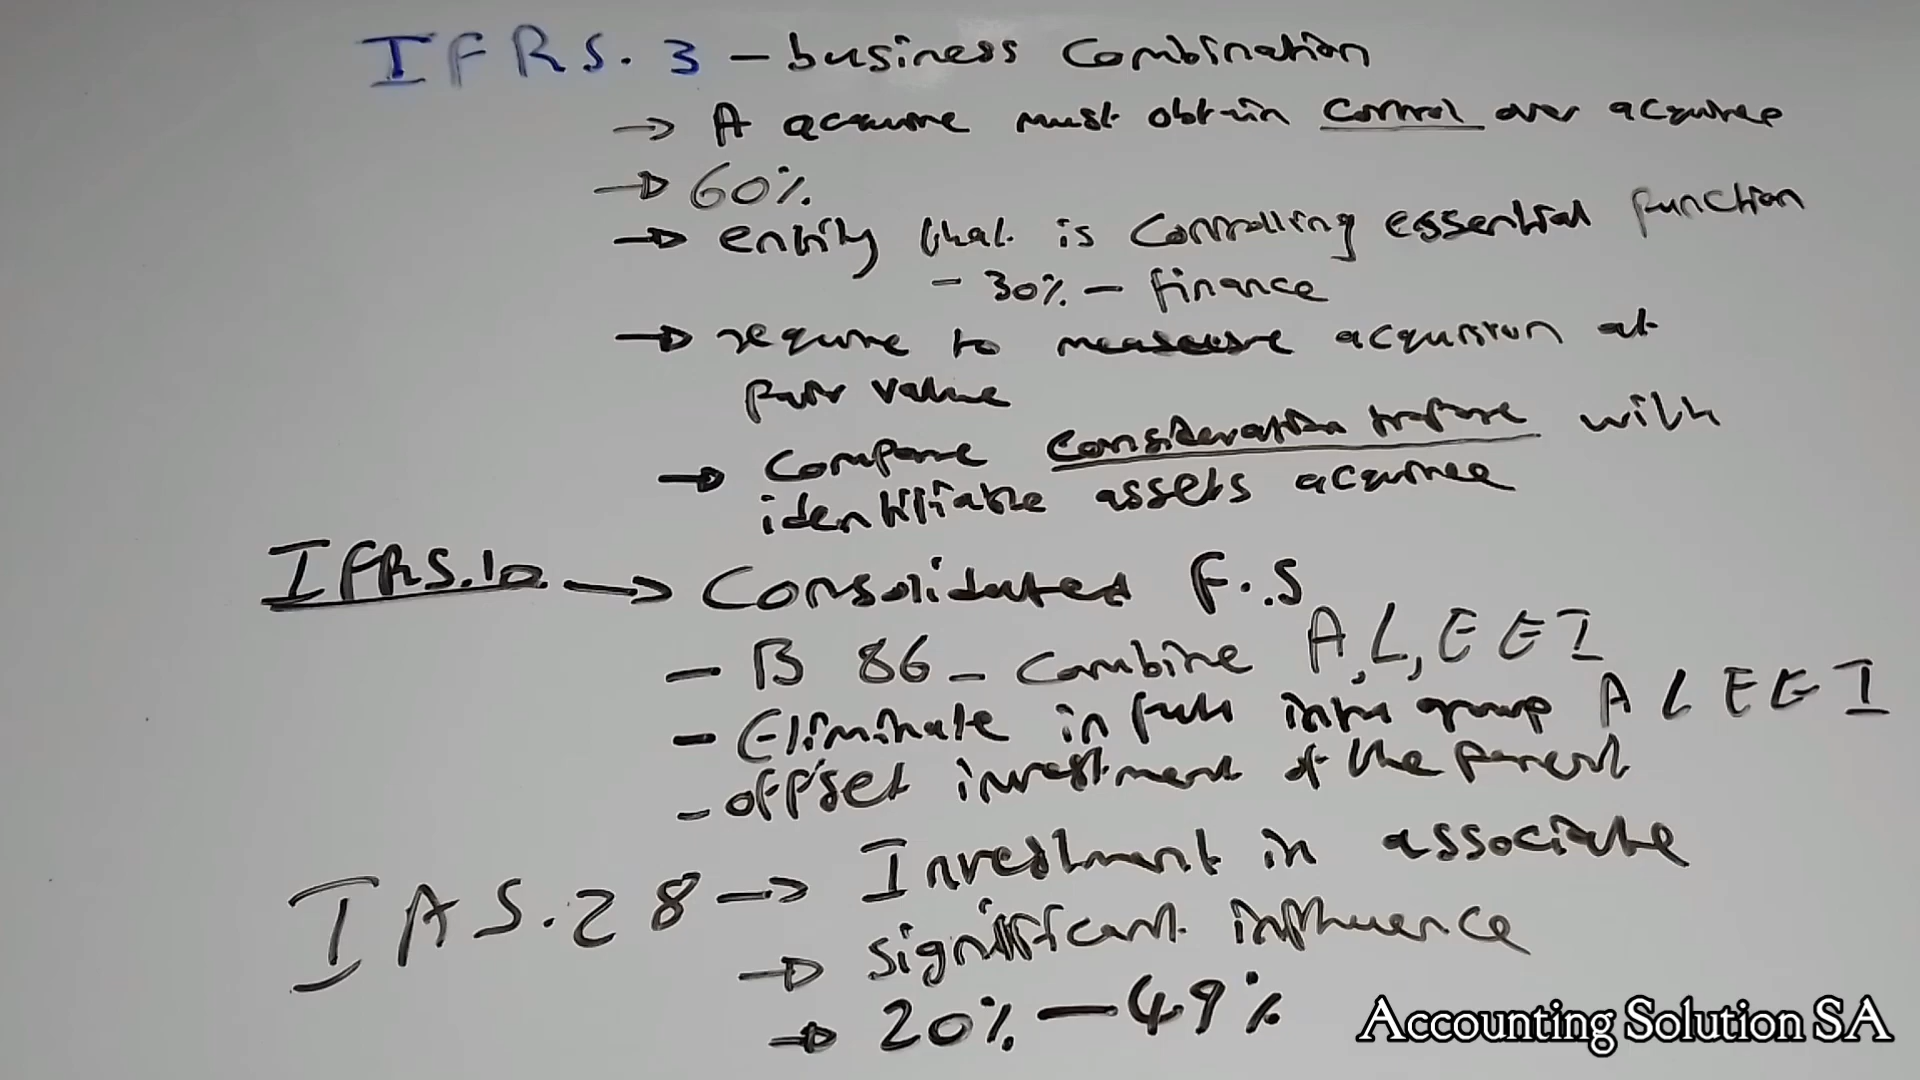 IFRS. 3 – business Combination
→ A acquire must obtain control over acquiree
→ 60%
→ entity that is controlling essential function
- 30% – finance
→ require to measure acquisition at
fair value
→ Compare consideration transfere with
identifiable assets acquiree
IFRS.10 → Consolidated F.S
- B 86 - combine A, L, E E I
- Eliminate in full intra group A L E E I
- offset investment of the parent
IAS.28 → Investment in associate
→ significant influence
→ 20% – 49%
Accounting Solution SA